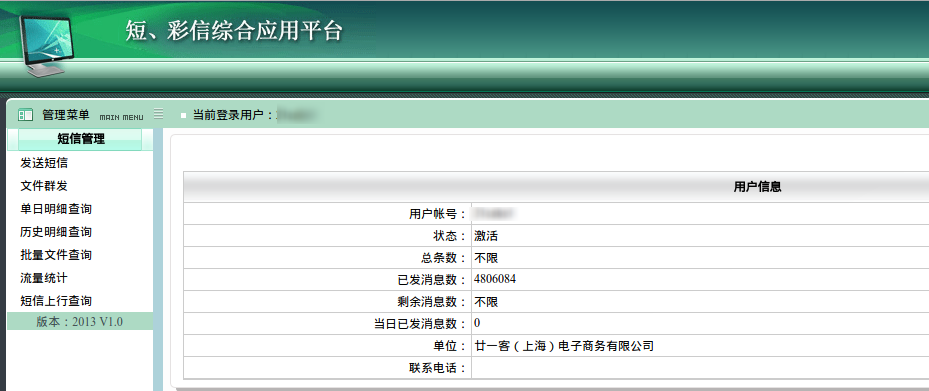 短、彩信综合应用平台
管理菜单 MAIN MENU
当前登录用户：
短信管理
发送短信
文件群发
单日明细查询
历史明细查询
批量文件查询
流量统计
短信上行查询
版本：2013 V1.0
用户信息
用户帐号：
状态： 激活
总条数： 不限
已发消息数： 4806084
剩余消息数： 不限
当日已发消息数： 0
单位： 廿一客（上海）电子商务有限公司
联系电话：